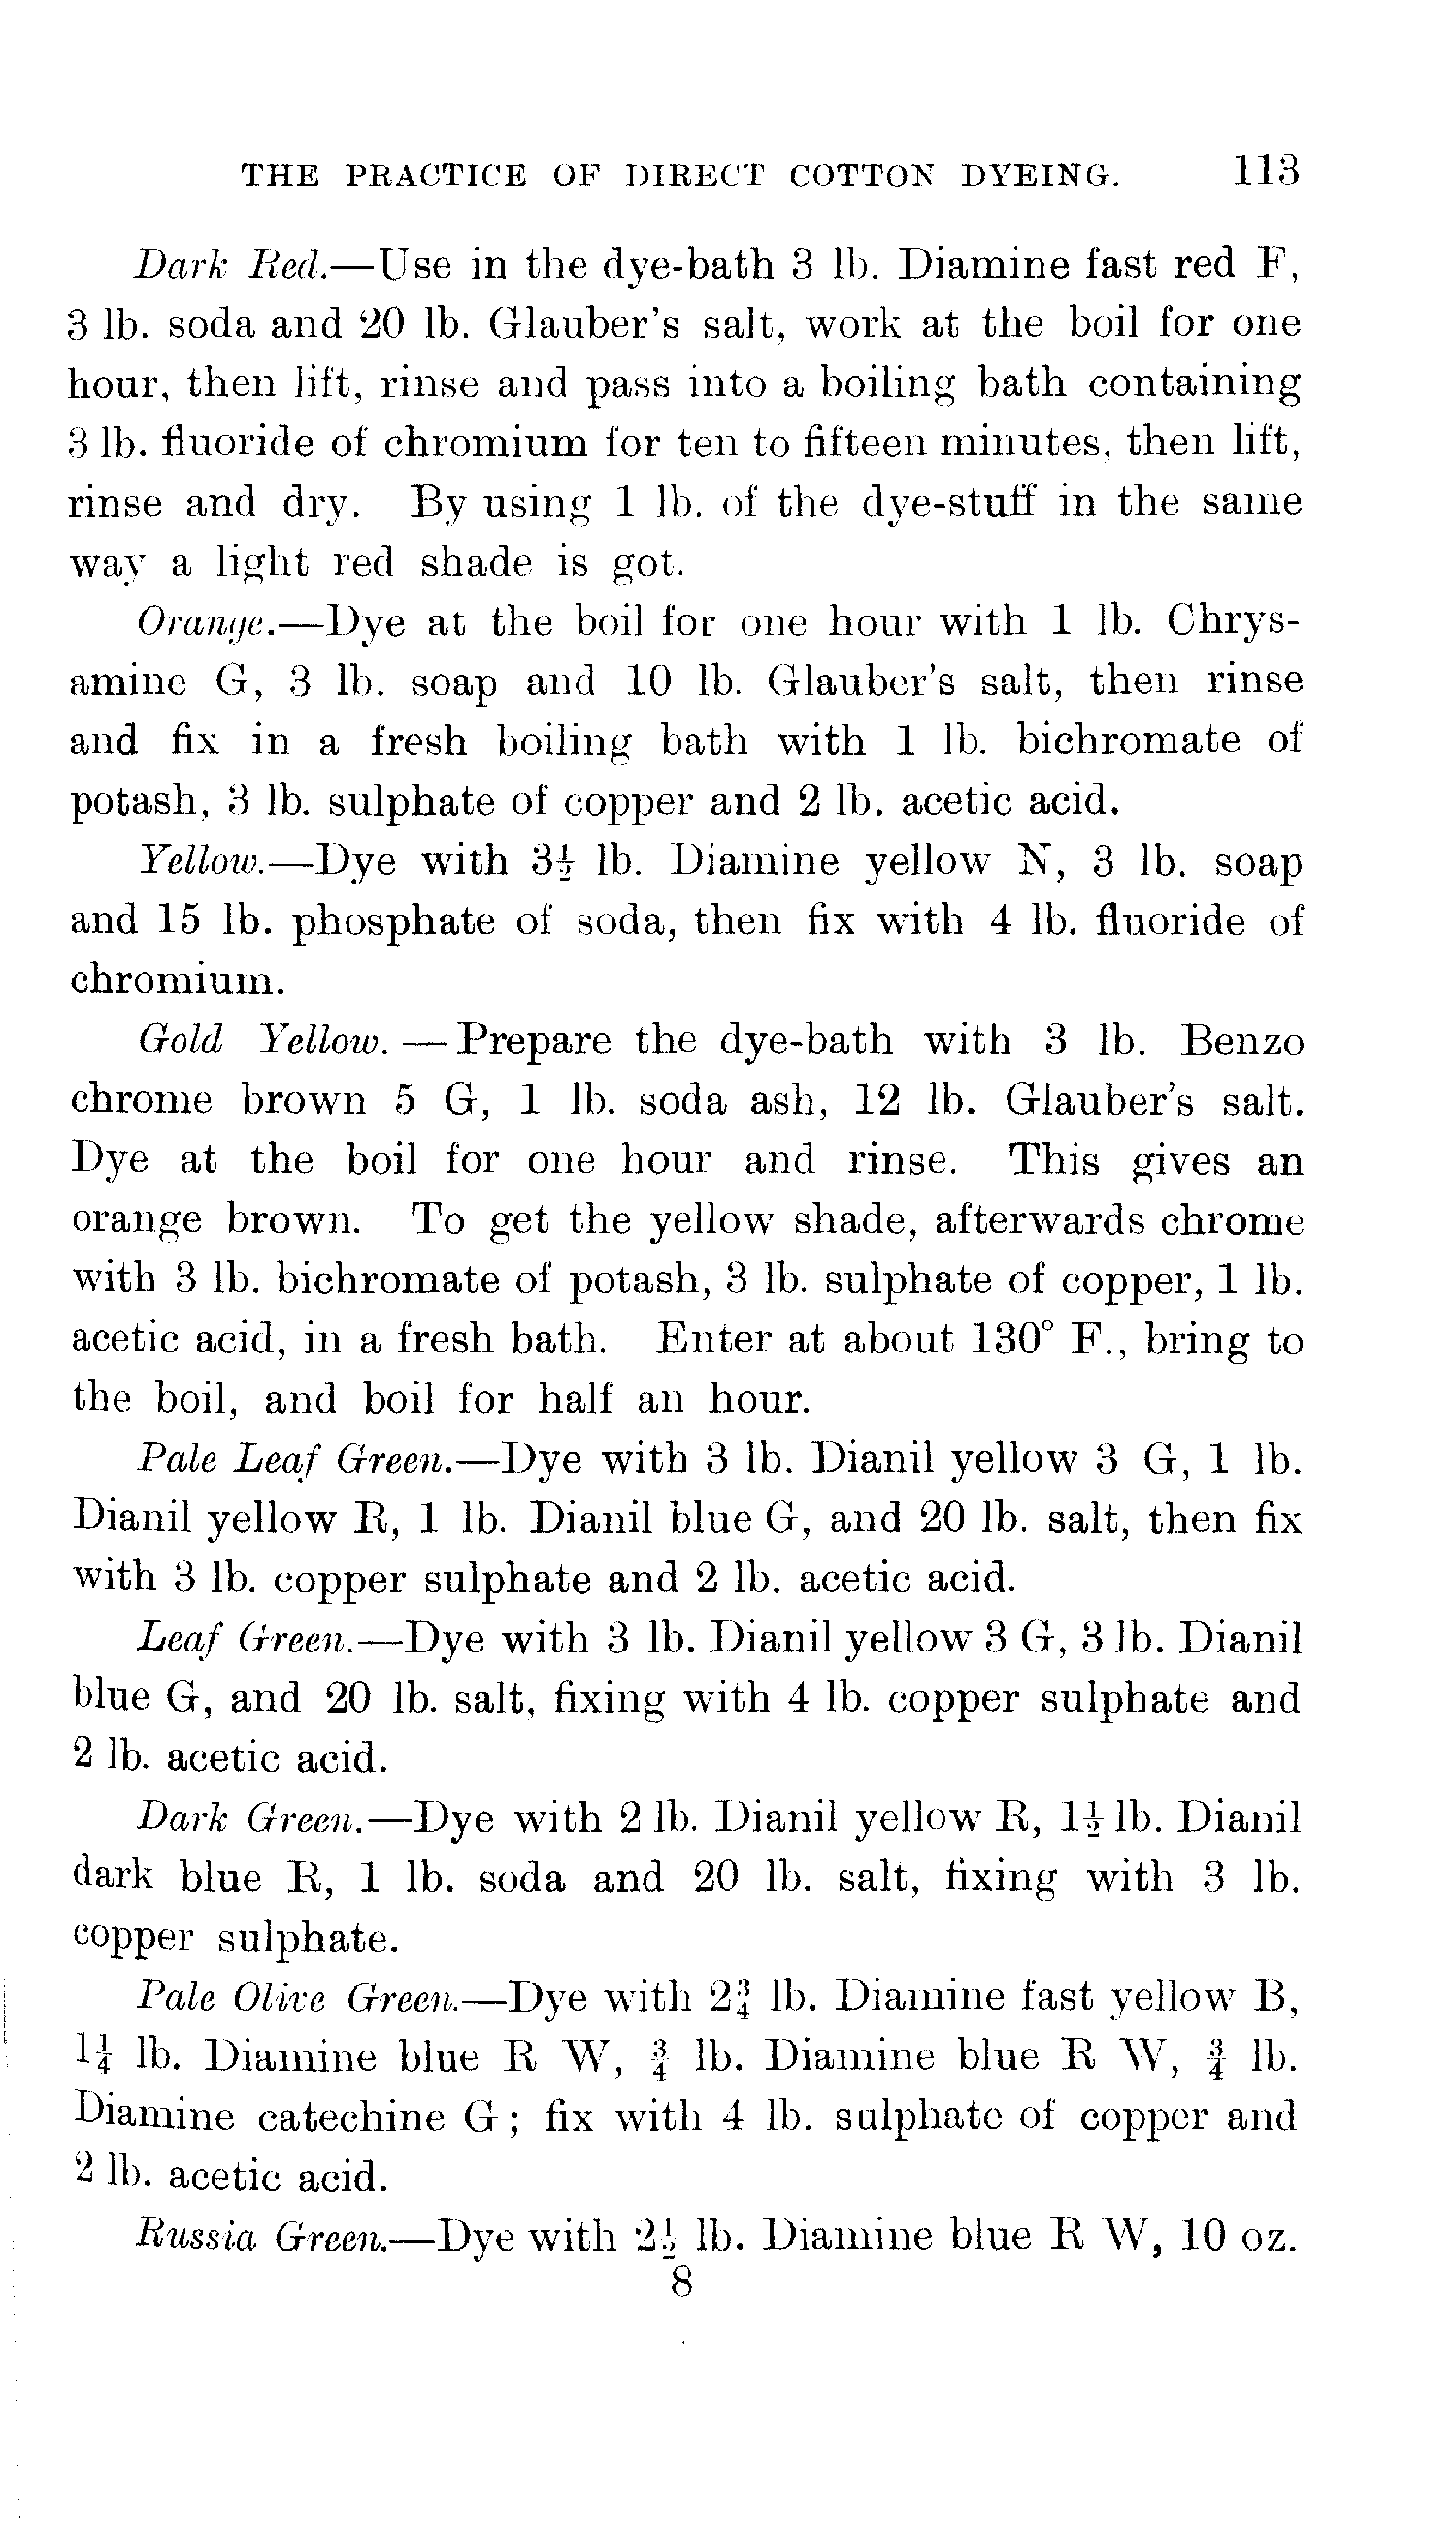 THE PRACTICE OF DIRECT COTTON DYEING. 113
Dark Red.—Use in the dye-bath 3 lb. Diamine fast red F,
3 lb. soda and 20 lb. Glauber's salt, work at the boil for one
hour, then lift, rinse and pass into a boiling bath containing
3 lb. fluoride of chromium for ten to fifteen minutes, then lift,
rinse and dry. By using 1 lb. of the dye-stuff in the same
way a light red shade is got.
Orange.—Dye at the boil for one hour with 1 lb. Chrys-
amine G, 3 lb. soap and 10 lb. Glauber's salt, then rinse
and fix in a fresh boiling bath with 1 lb. bichromate of
potash, 3 lb. sulphate of copper and 2 lb. acetic acid.
Yellow.—Dye with 3½ lb. Diamine yellow N, 3 lb. soap
and 15 lb. phosphate of soda, then fix with 4 lb. fluoride of
chromium.
Gold Yellow. — Prepare the dye-bath with 3 lb. Benzo
chrome brown 5 G, 1 lb. soda ash, 12 lb. Glauber's salt.
Dye at the boil for one hour and rinse. This gives an
orange brown. To get the yellow shade, afterwards chrome
with 3 lb. bichromate of potash, 3 lb. sulphate of copper, 1 lb.
acetic acid, in a fresh bath. Enter at about 130° F., bring to
the boil, and boil for half an hour.
Pale Leaf Green.—Dye with 3 lb. Dianil yellow 3 G, 1 lb.
Dianil yellow R, 1 lb. Dianil blue G, and 20 lb. salt, then fix
with 3 lb. copper sulphate and 2 lb. acetic acid.
Leaf Green.—Dye with 3 lb. Dianil yellow 3 G, 3 lb. Dianil
blue G, and 20 lb. salt, fixing with 4 lb. copper sulphate and
2 lb. acetic acid.
Dark Green.—Dye with 2 lb. Dianil yellow R, 1½ lb. Dianil
dark blue R, 1 lb. soda and 20 lb. salt, fixing with 3 lb.
copper sulphate.
Pale Olive Green.—Dye with 2¾ lb. Diamine fast yellow B,
1¼ lb. Diamine blue R W, ¾ lb. Diamine blue R W, ¾ lb.
Diamine catechine G; fix with 4 lb. sulphate of copper and
2 lb. acetic acid.
Russia Green.—Dye with 2½ lb. Diamine blue R W, 10 oz.
8